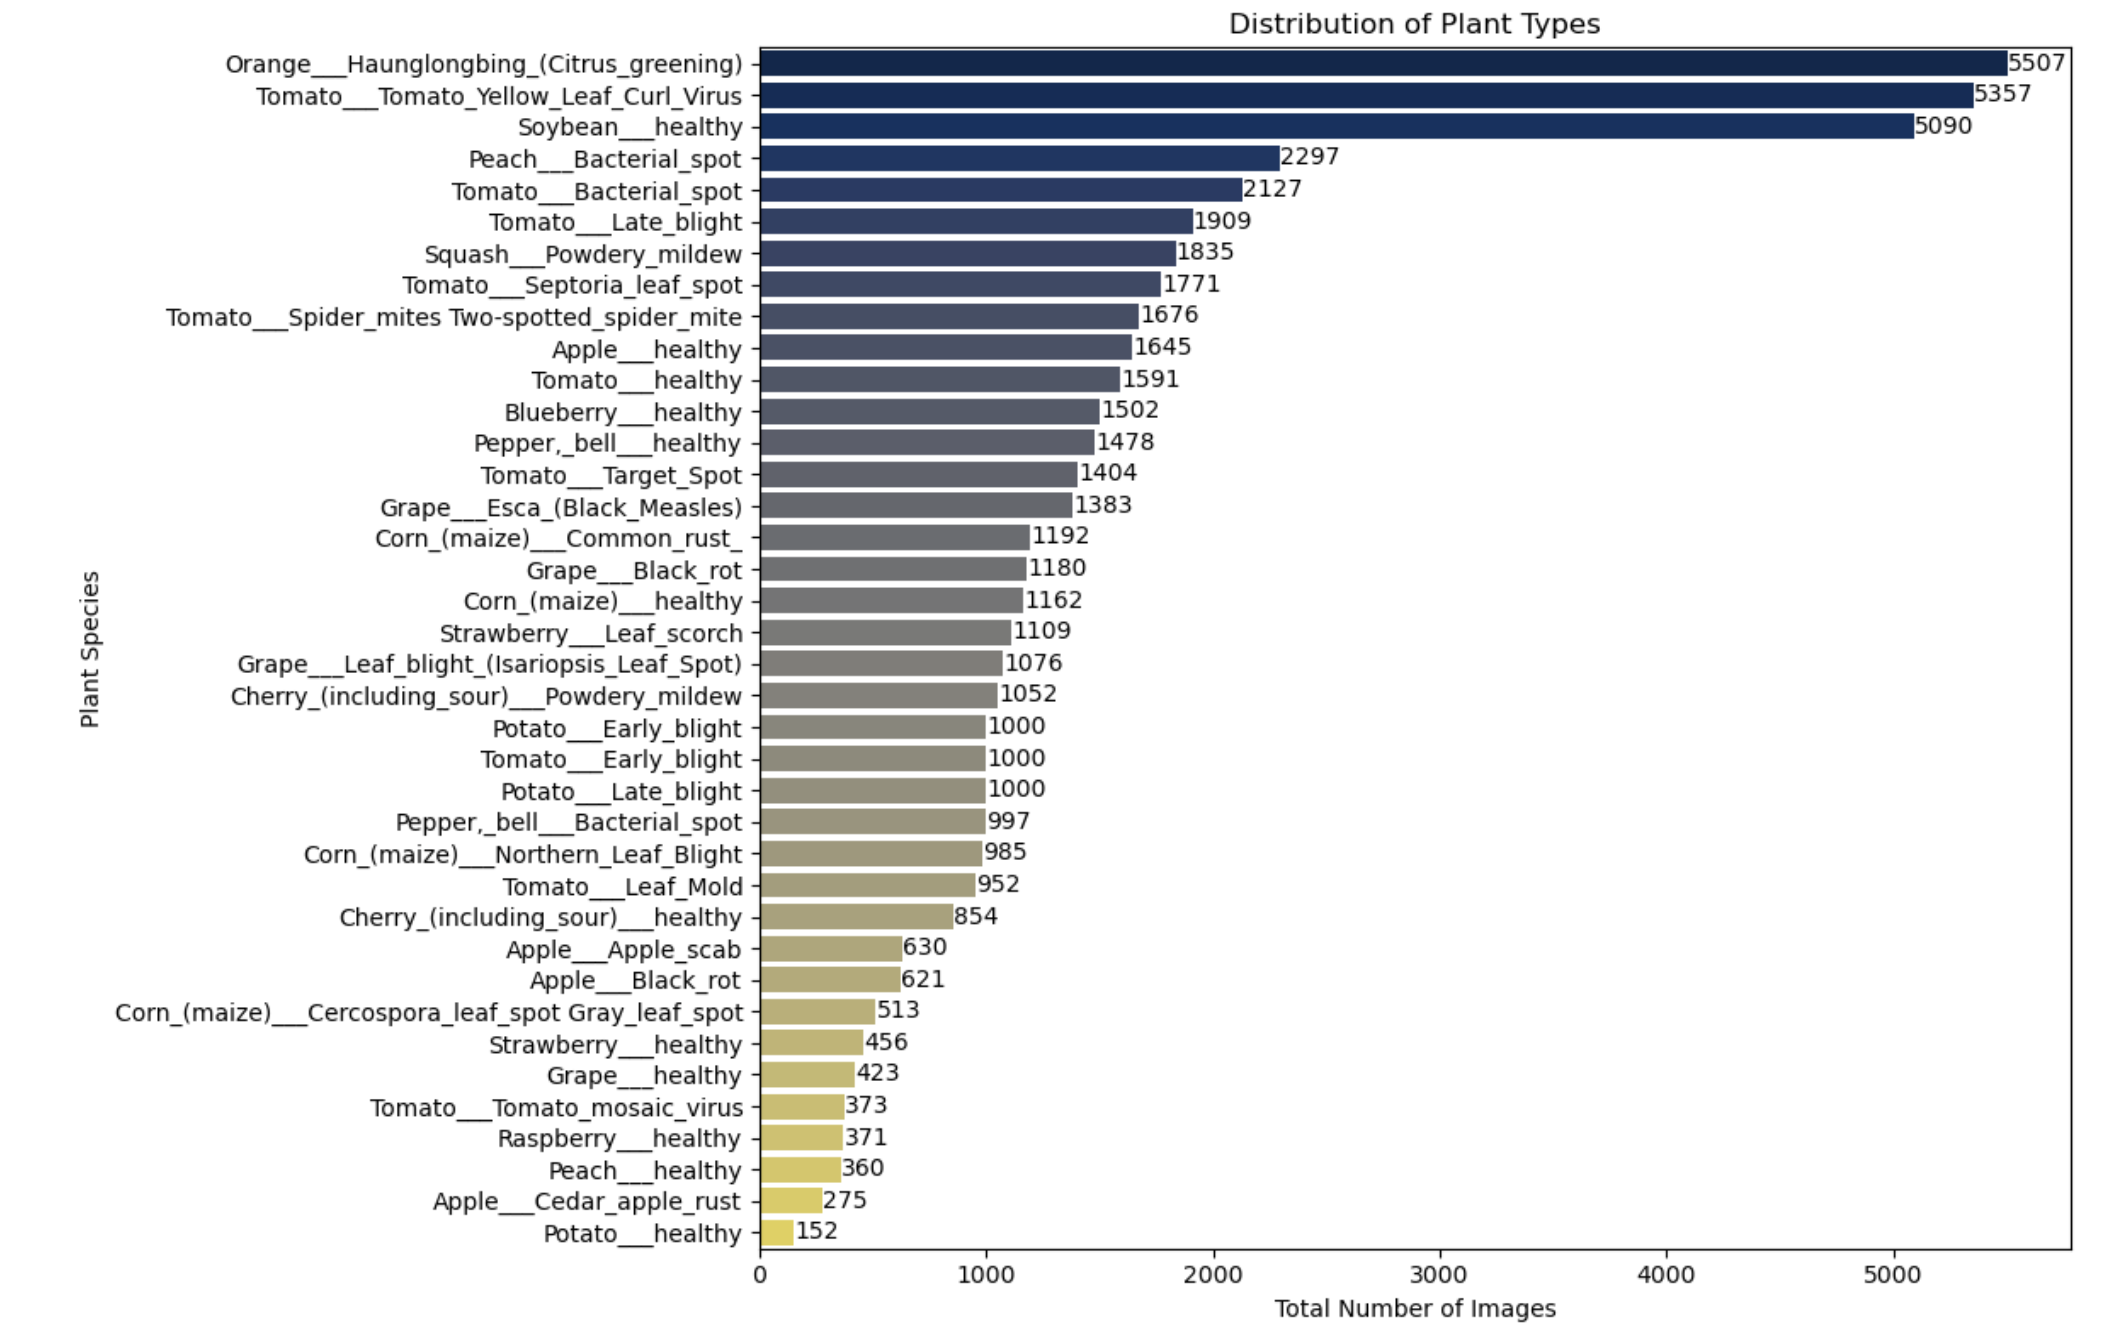 Distribution of Plant Types
Orange___Haunglongbing_(Citrus_greening) 5507
Tomato___Tomato_Yellow_Leaf_Curl_Virus 5357
Soybean___healthy 5090
Peach___Bacterial_spot 2297
Tomato___Bacterial_spot 2127
Tomato___Late_blight 1909
Squash___Powdery_mildew 1835
Tomato___Septoria_leaf_spot 1771
Tomato___Spider_mites Two-spotted_spider_mite 1676
Apple___healthy 1645
Tomato___healthy 1591
Blueberry___healthy 1502
Pepper,_bell___healthy 1478
Tomato___Target_Spot 1404
Grape___Esca_(Black_Measles) 1383
Corn_(maize)___Common_rust_ 1192
Grape___Black_rot 1180
Corn_(maize)___healthy 1162
Strawberry___Leaf_scorch 1109
Grape___Leaf_blight_(Isariopsis_Leaf_Spot) 1076
Cherry_(including_sour)___Powdery_mildew 1052
Potato___Early_blight 1000
Tomato___Early_blight 1000
Potato___Late_blight 1000
Pepper,_bell___Bacterial_spot 997
Corn_(maize)___Northern_Leaf_Blight 985
Tomato___Leaf_Mold 952
Cherry_(including_sour)___healthy 854
Apple___Apple_scab 630
Apple___Black_rot 621
Corn_(maize)___Cercospora_leaf_spot Gray_leaf_spot 513
Strawberry___healthy 456
Grape___healthy 423
Tomato___Tomato_mosaic_virus 373
Raspberry___healthy 371
Peach___healthy 360
Apple___Cedar_apple_rust 275
Potato___healthy 152
Plant Species
0 1000 2000 3000 4000 5000
Total Number of Images